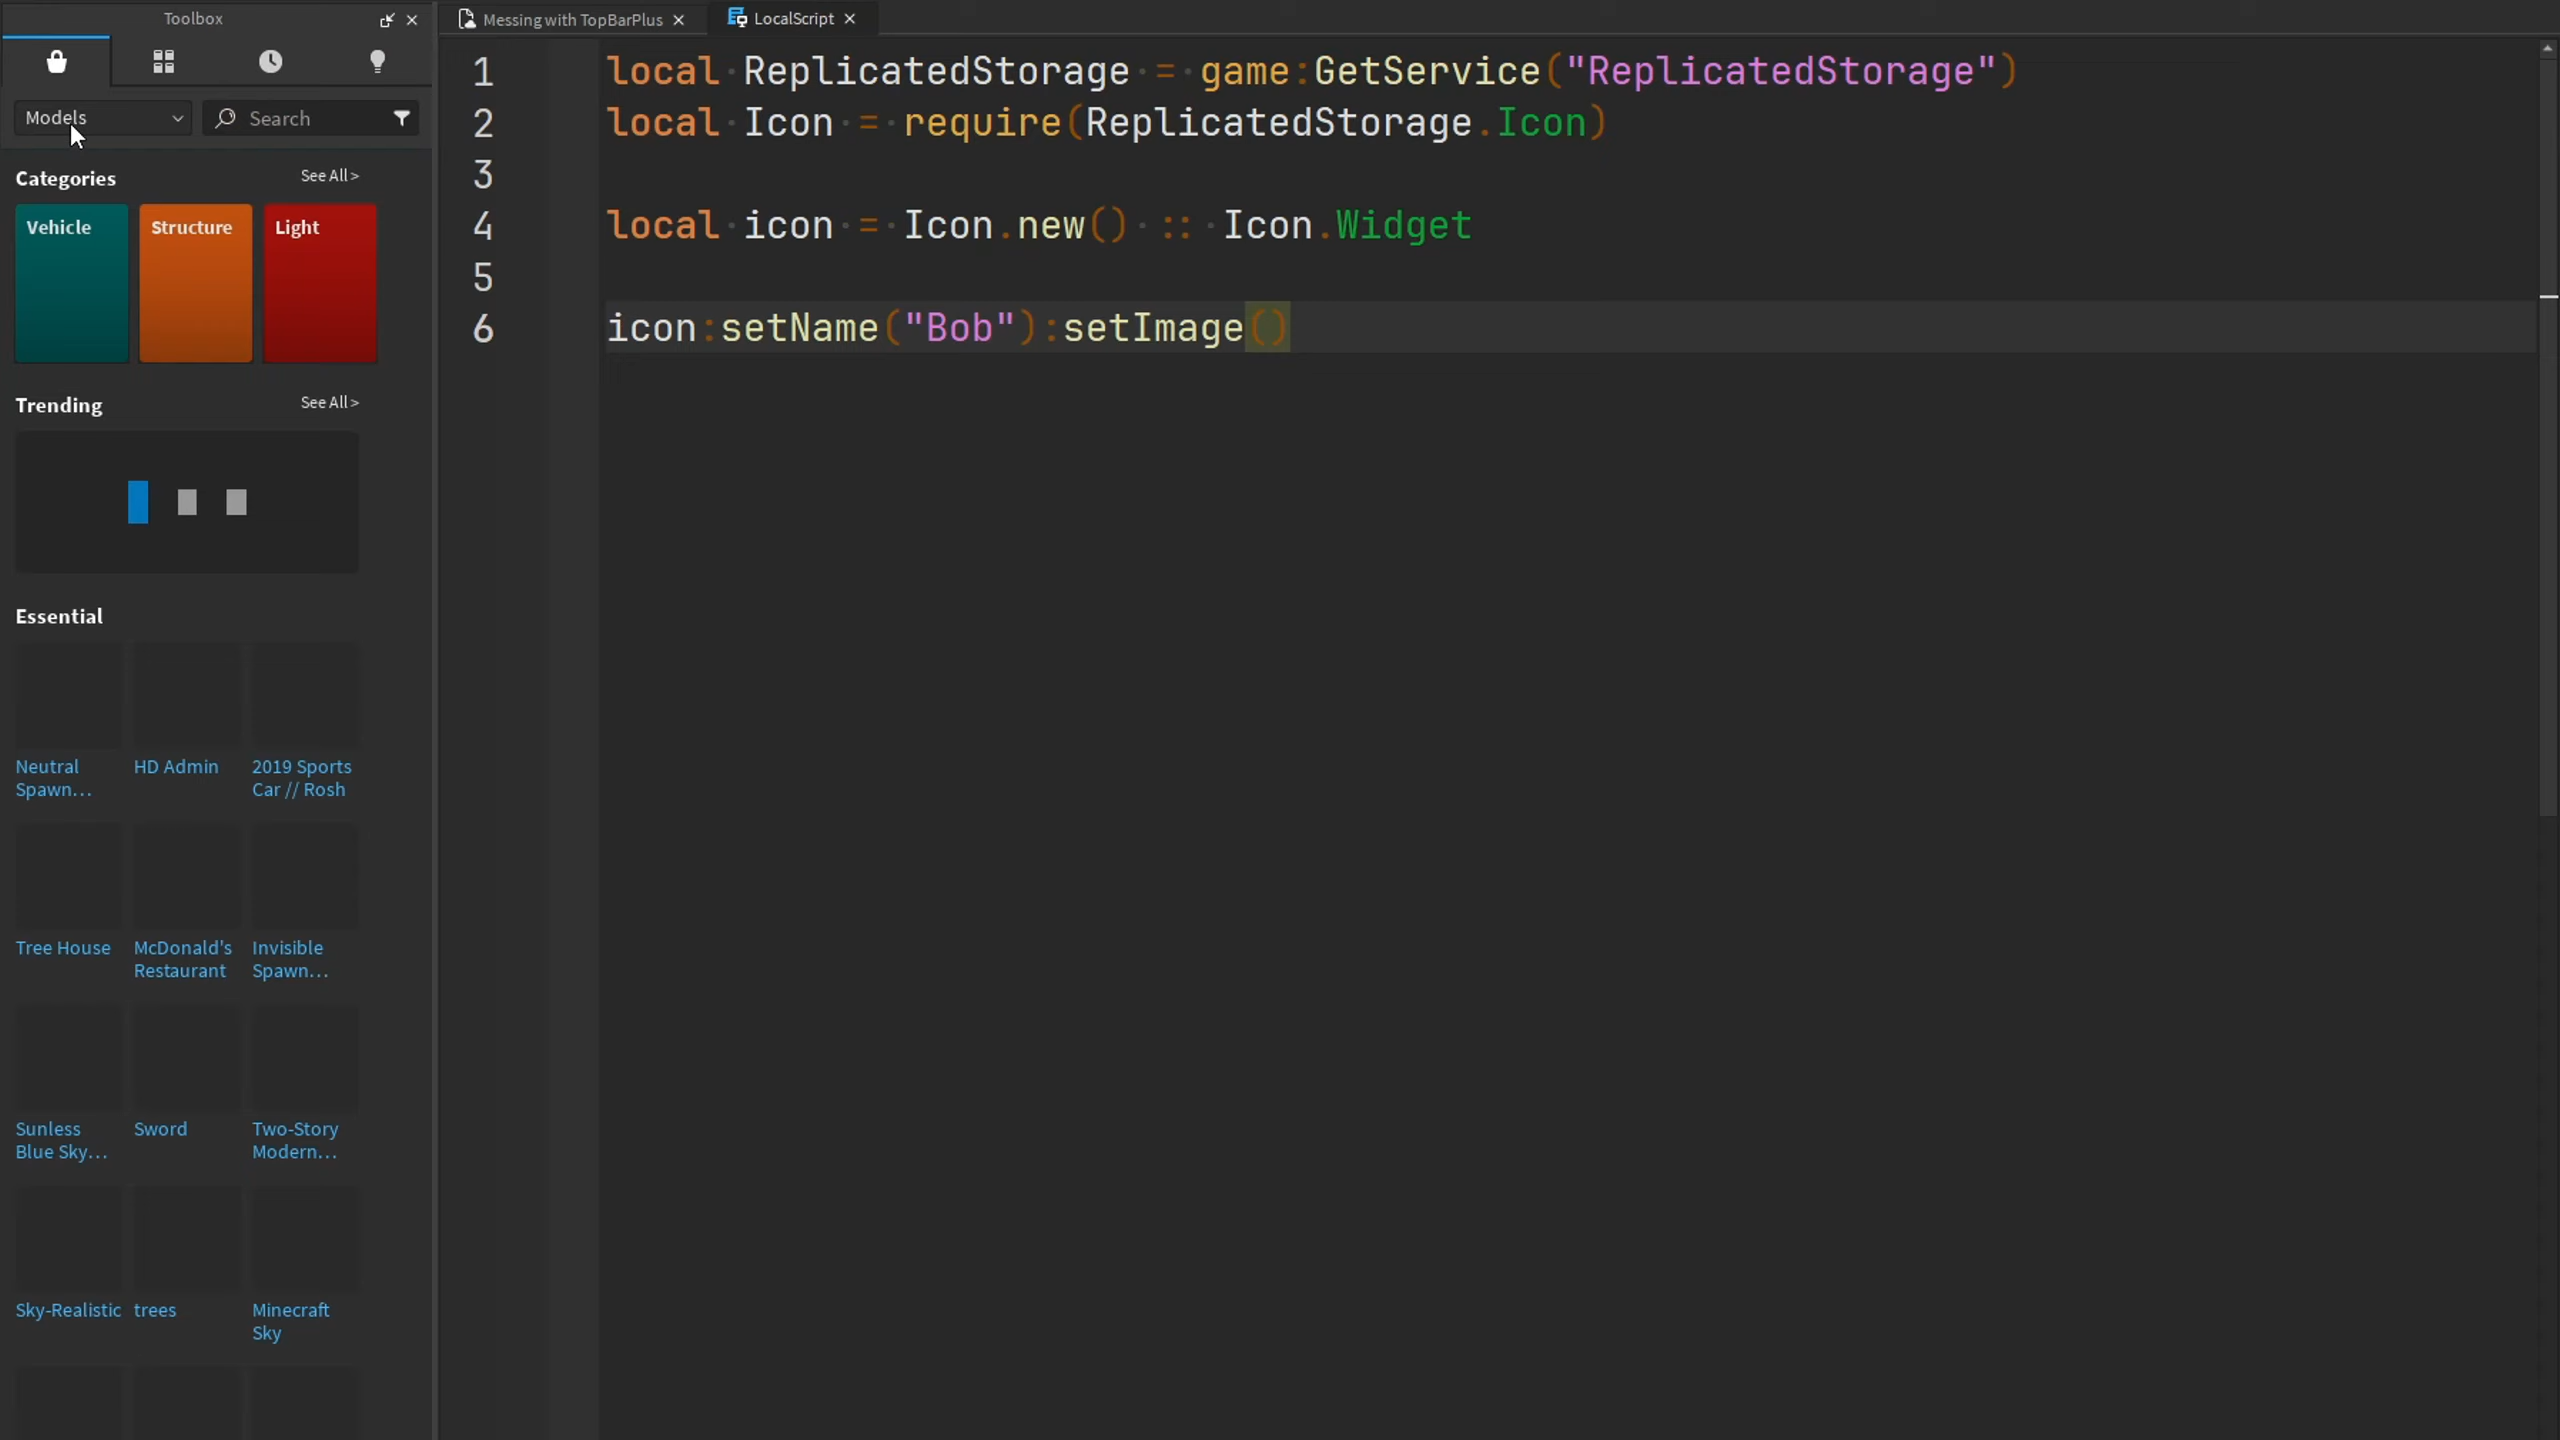 Toolbox
Models
Search
Categories
See All >
Vehicle
Structure
Light
Trending
See All >
Essential
Neutral
Spawn...
HD Admin
2019 Sports
Car // Rosh
Tree House
McDonald's
Restaurant
Invisible
Spawn...
Sunless
Blue Sky...
Sword
Two-Story
Modern...
Sky-Realistic
trees
Minecraft
Sky
Messing with TopBarPlus
LocalScript
1 local ReplicatedStorage = game:GetService("ReplicatedStorage")
2 local Icon = require(ReplicatedStorage.Icon)
3
4 local icon = Icon.new() :: Icon.Widget
5
6 icon:setName("Bob"):setImage()